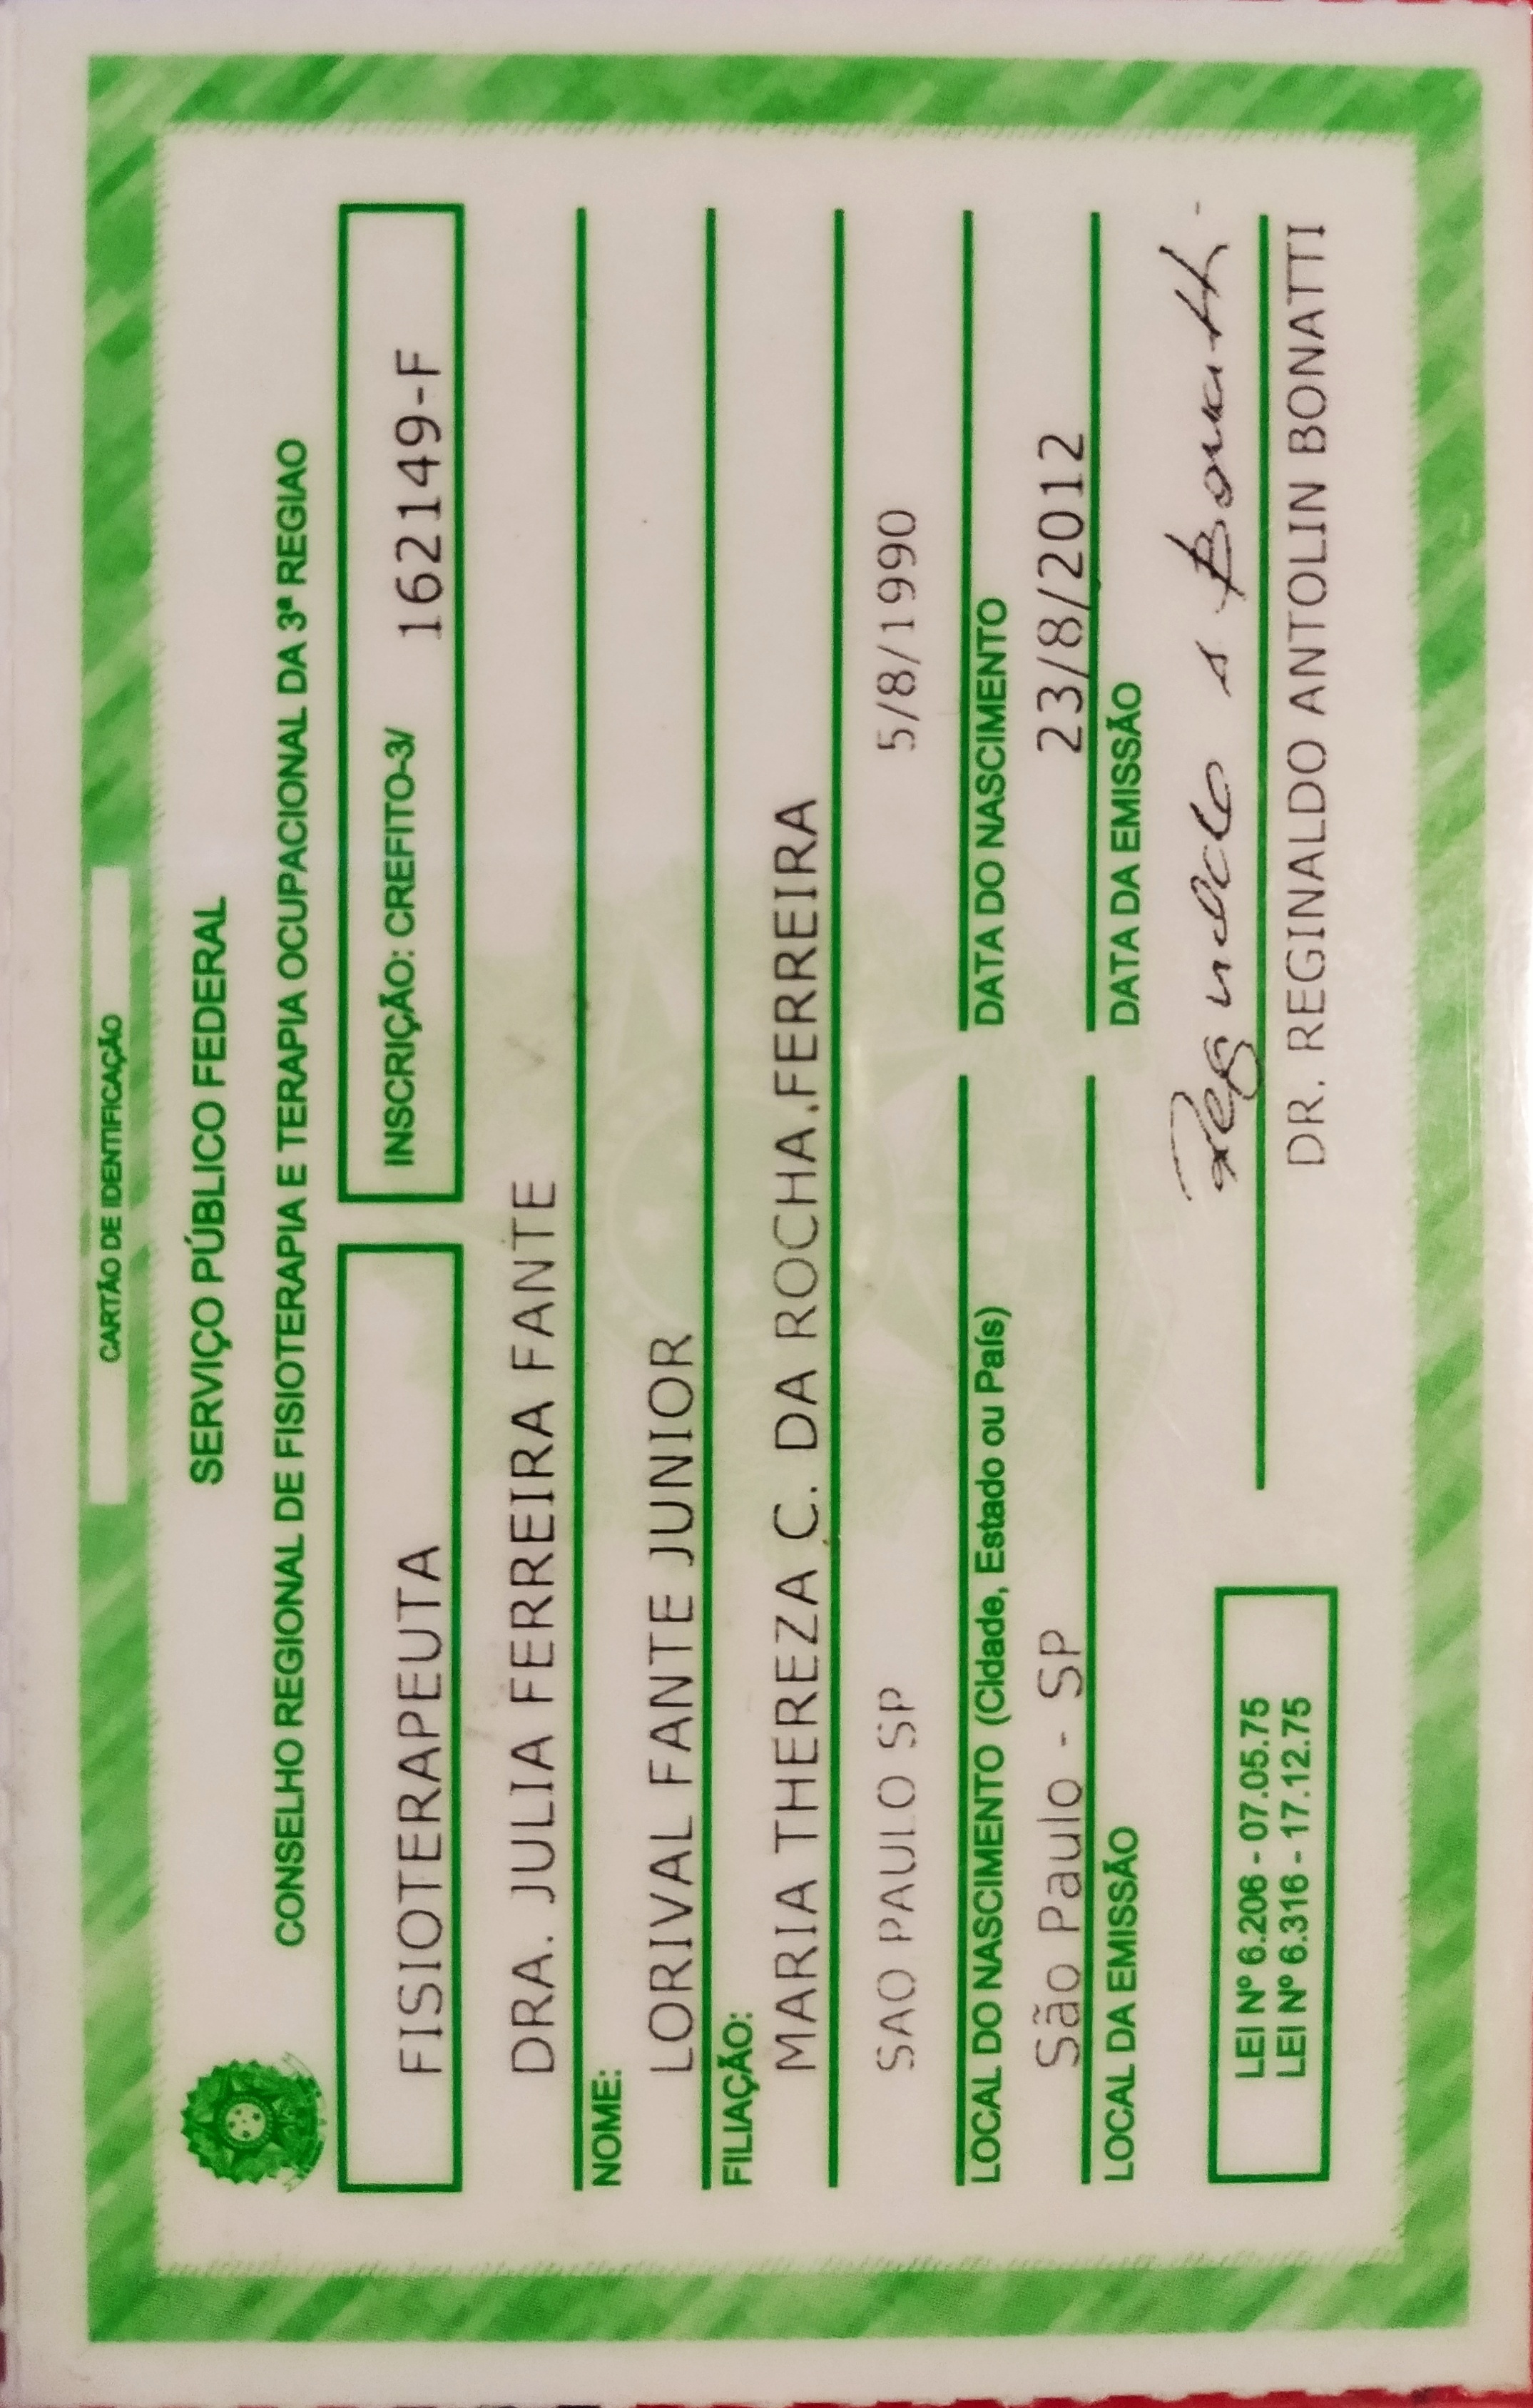 CARTÃO DE IDENTIFICAÇÃO
SERVIÇO PÚBLICO FEDERAL
CONSELHO REGIONAL DE FISIOTERAPIA E TERAPIA OCUPACIONAL DA 3ª REGIAO
FISIOTERAPEUTA
INSCRIÇÃO: CREFITO-3/ 162149-F
DRA. JULIA FERREIRA FANTE
NOME:
LORIVAL FANTE JUNIOR
FILIAÇÃO:
MARIA THEREZA C. DA ROCHA.FERREIRA
SAO PAULO SP 5/8/1990
LOCAL DO NASCIMENTO (Cidade, Estado ou País) DATA DO NASCIMENTO
São Paulo - SP 23/8/2012
LOCAL DA EMISSÃO DATA DA EMISSÃO
Reginaldo A Bonatti
DR. REGINALDO ANTOLIN BONATTI
LEI Nº 6.206 - 07.05.75
LEI Nº 6.316 - 17.12.75